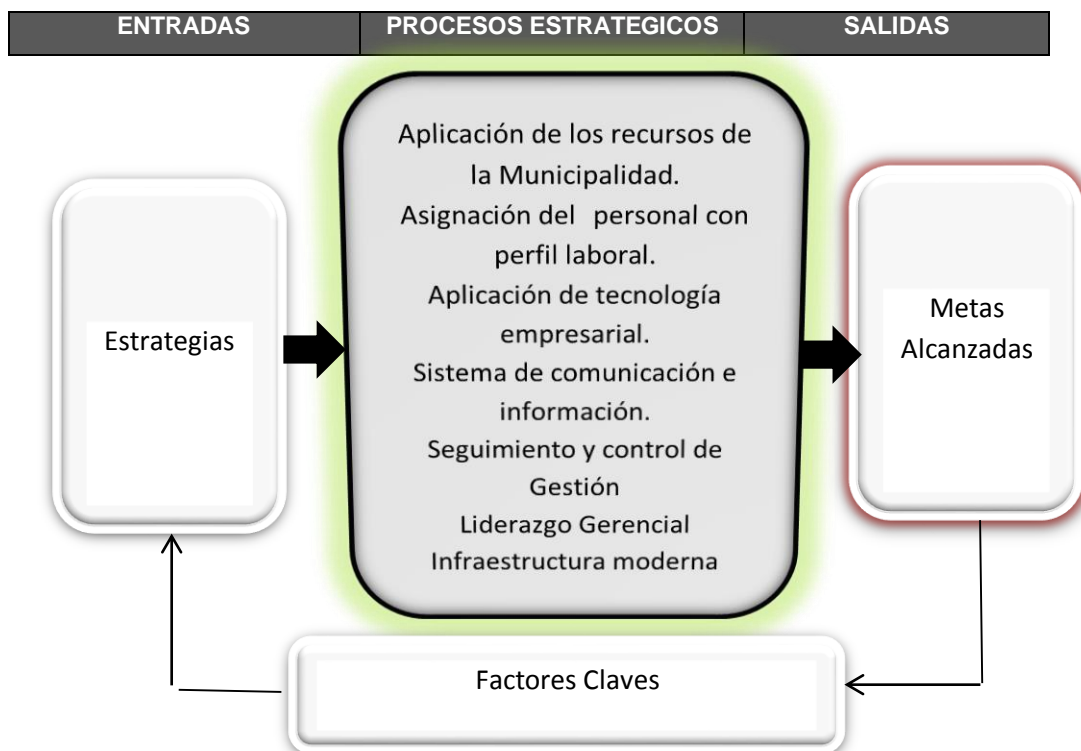 ENTRADAS PROCESOS ESTRATEGICOS SALIDAS
Aplicación de los recursos de
la Municipalidad.
Asignación del personal con
perfil laboral.
Aplicación de tecnología
empresarial.
Sistema de comunicación e
información.
Seguimiento y control de
Gestión
Liderazgo Gerencial
Infraestructura moderna
Estrategias
Metas
Alcanzadas
Factores Claves